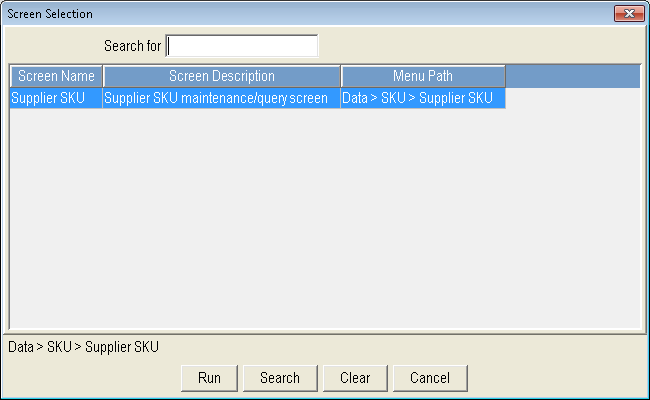 Screen Selection
Search for
Screen Name Screen Description Menu Path
Supplier SKU Supplier SKU maintenance/query screen Data > SKU > Supplier SKU
Data > SKU > Supplier SKU
Run Search Clear Cancel